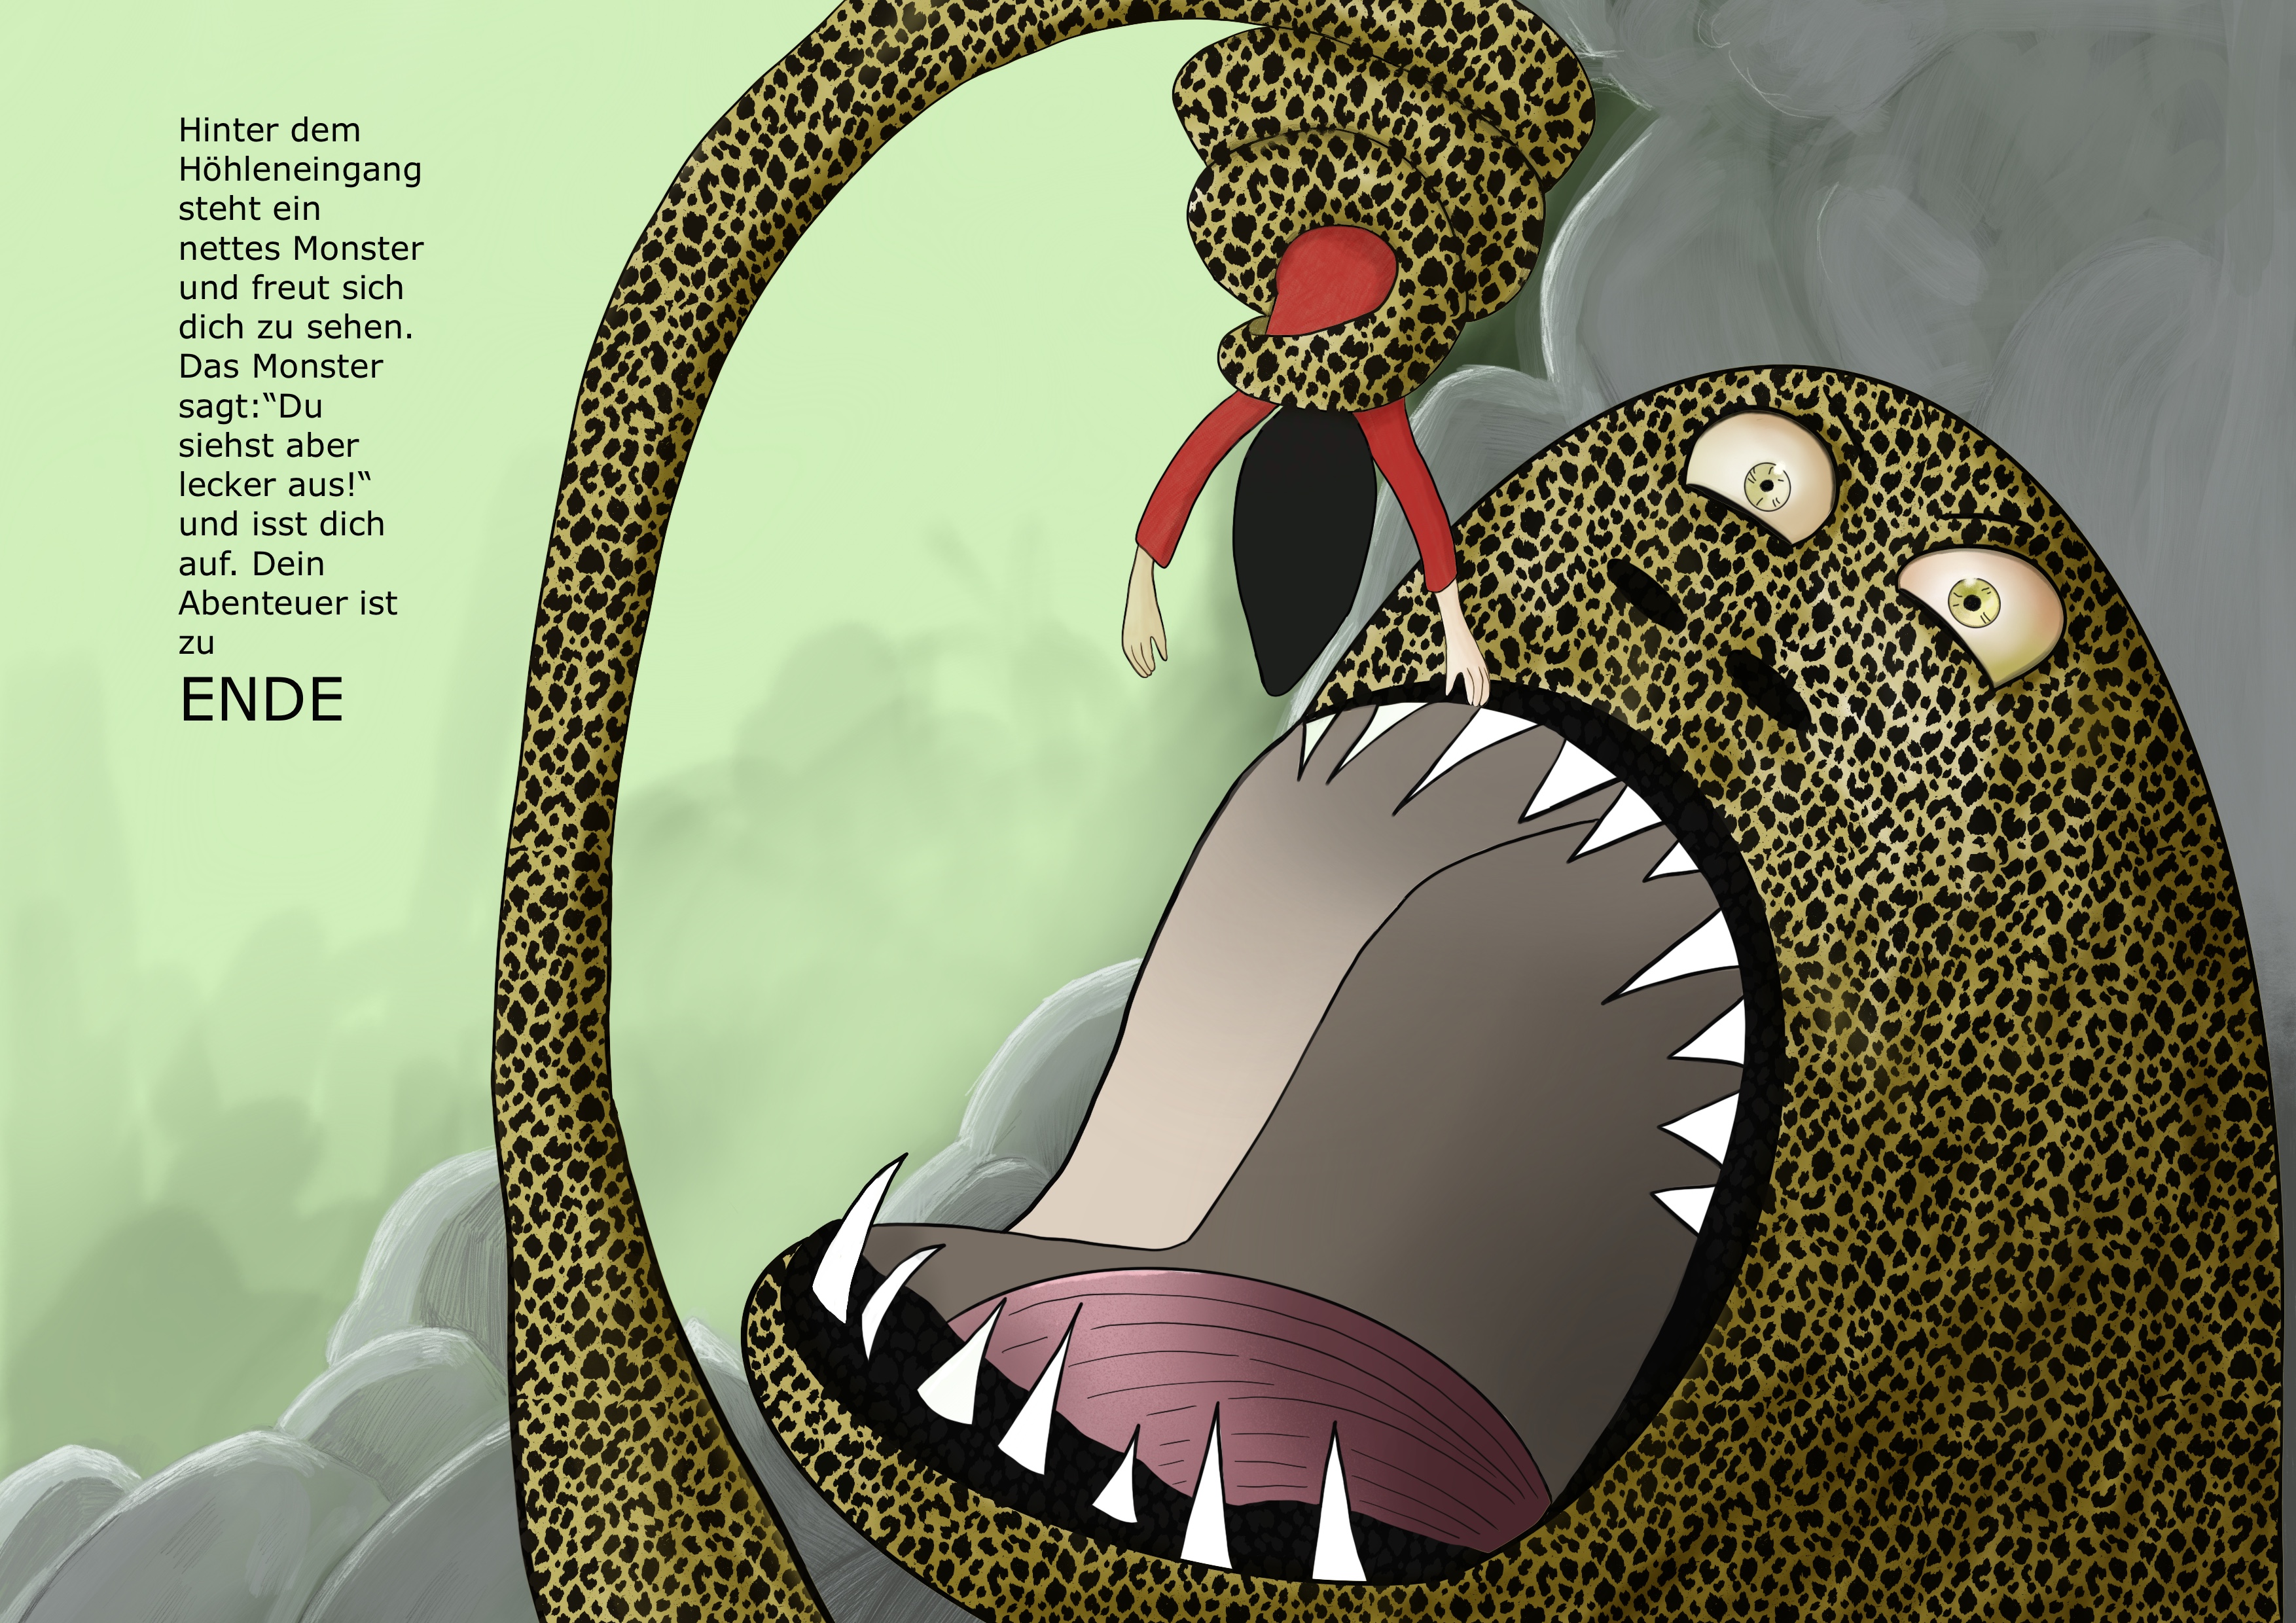 Hinter dem
Höhleneingang
steht ein
nettes Monster
und freut sich
dich zu sehen.
Das Monster
sagt:‟Du
siehst aber
lecker aus!‟
und isst dich
auf. Dein
Abenteuer ist
zu
ENDE